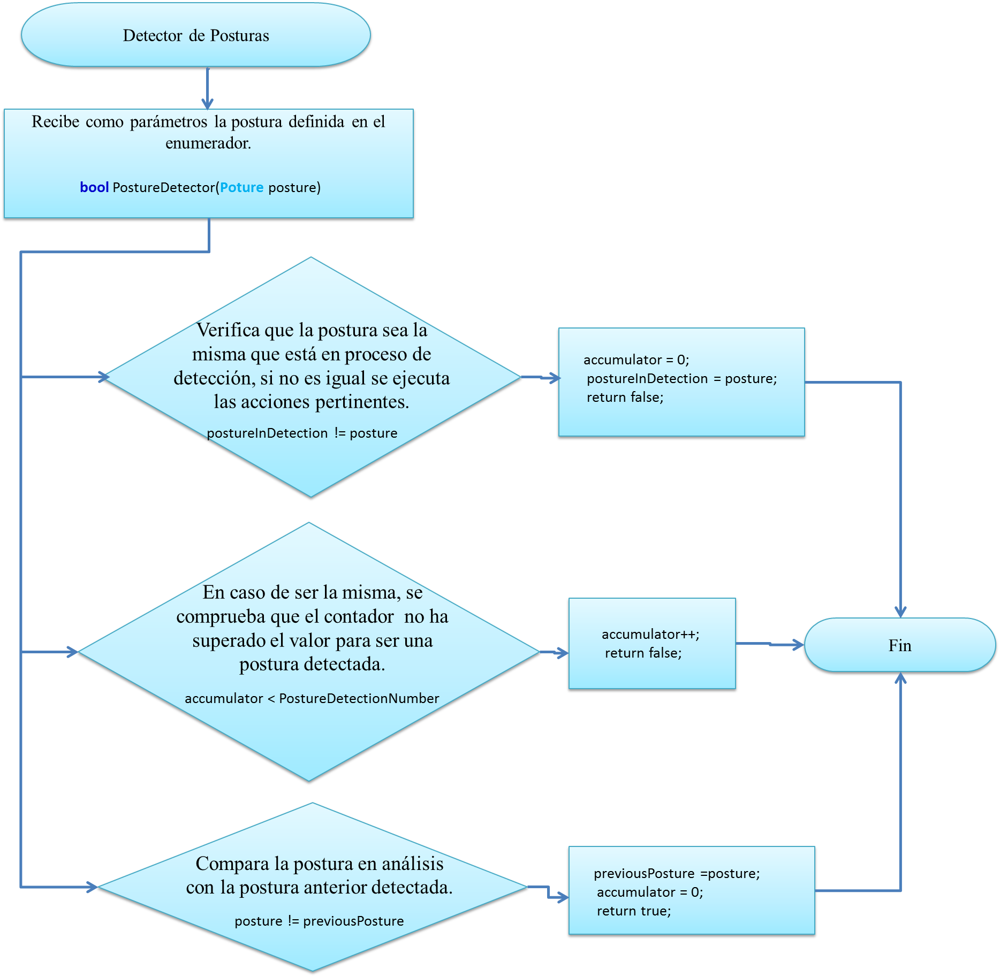 Detector de Posturas
Recibe como parámetros la postura definida en el
enumerador.
bool PostureDetector(Poture posture)
Verifica que la postura sea la
misma que está en proceso de
detección, si no es igual se ejecuta
las acciones pertinentes.
postureInDetection != posture
accumulator = 0;
postureInDetection = posture;
return false;
En caso de ser la misma, se
comprueba que el contador no ha
superado el valor para ser una
postura detectada.
accumulator < PostureDetectionNumber
accumulator++;
return false;
Fin
Compara la postura en análisis
con la postura anterior detectada.
posture != previousPosture
previousPosture =posture;
accumulator = 0;
return true;